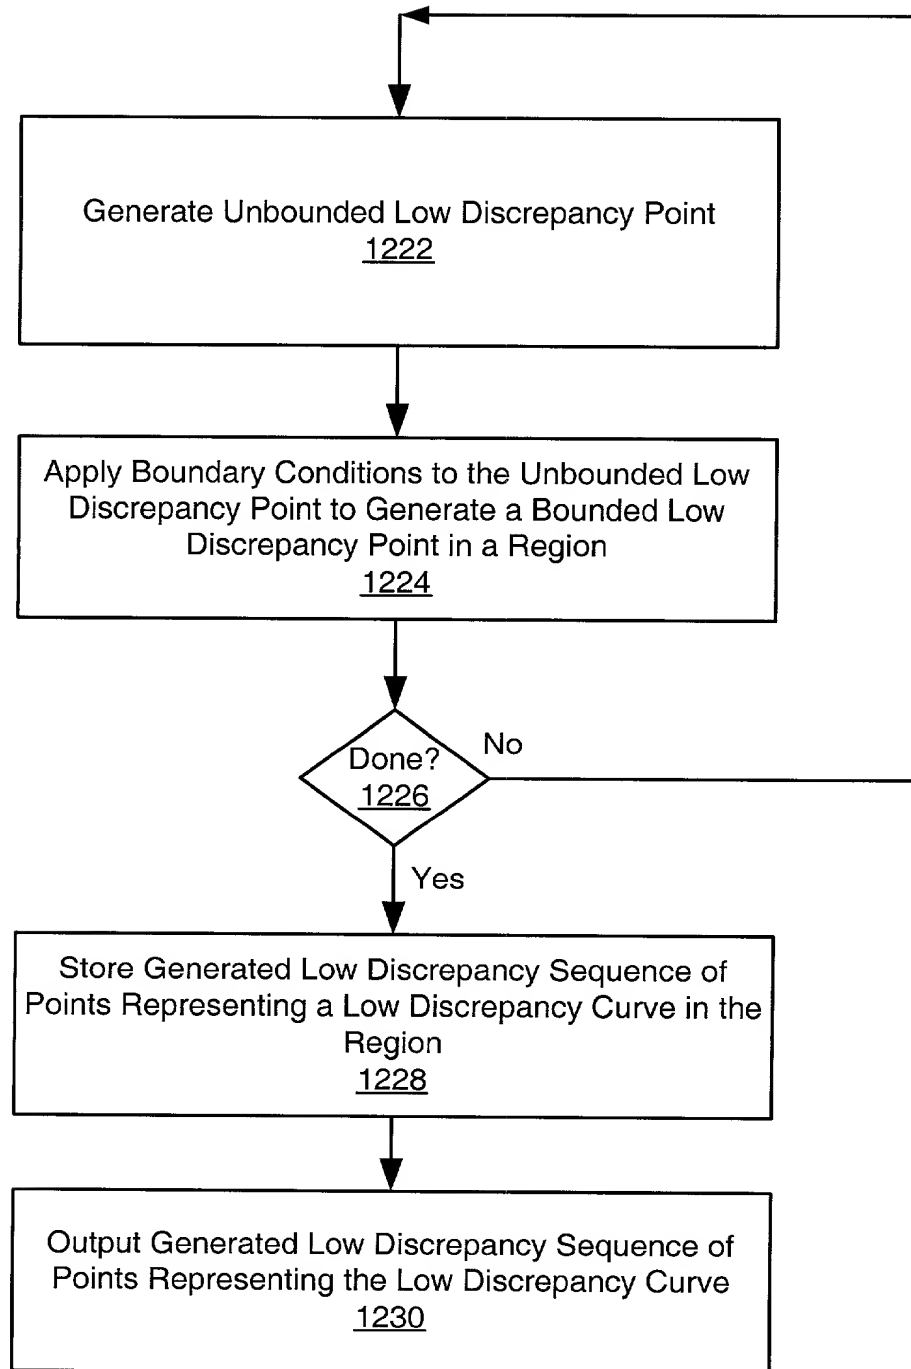 Generate Unbounded Low Discrepancy Point
1222
Apply Boundary Conditions to the Unbounded Low
Discrepancy Point to Generate a Bounded Low
Discrepancy Point in a Region
1224
No
Done?
1226
Yes
Store Generated Low Discrepancy Sequence of
Points Representing a Low Discrepancy Curve in the
Region
1228
Output Generated Low Discrepancy Sequence of
Points Representing the Low Discrepancy Curve
1230